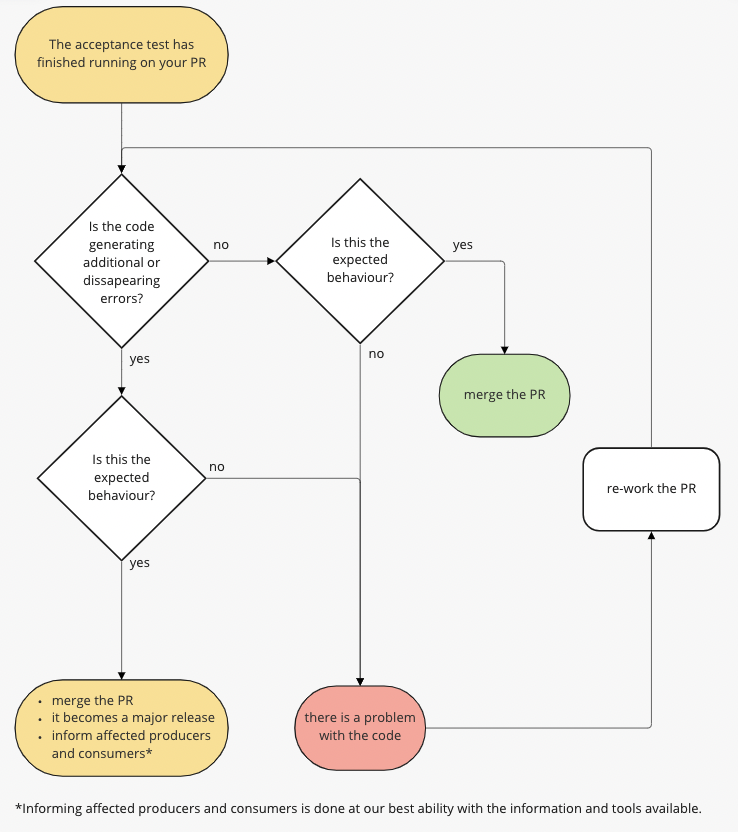 The acceptance test has
finished running on your PR
Is the code
generating
additional or
dissapearing
errors?
no
Is this the
expected
behaviour?
yes
yes
no
merge the PR
Is this the
expected
behaviour?
no
re-work the PR
yes
• merge the PR
• it becomes a major release
• inform affected producers
and consumers*
there is a problem
with the code
*Informing affected producers and consumers is done at our best ability with the information and tools available.